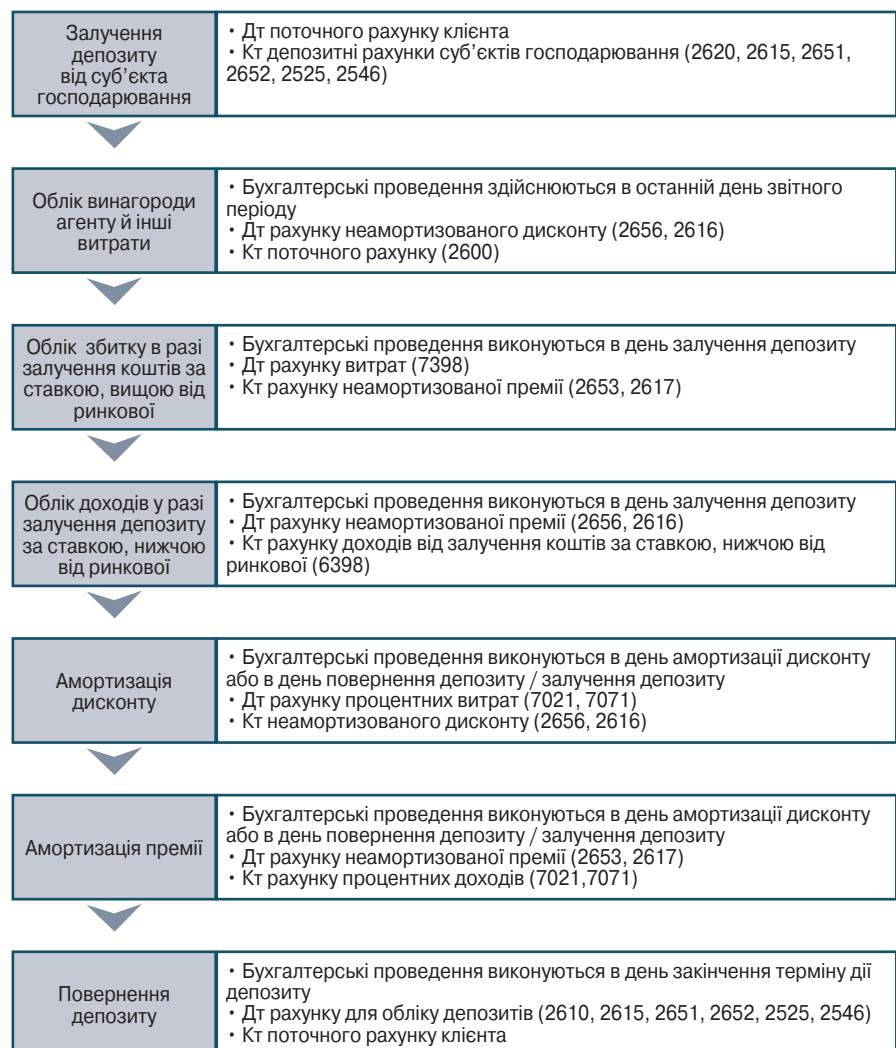 Залучення
депозиту
від суб’єкта
господарювання
• Дт поточного рахунку клієнта
• Кт депозитні рахунки суб’єктів господарювання (2620, 2615, 2651,
2652, 2525, 2546)
Облік винагороди
агенту й інші
витрати
• Бухгалтерські проведення здійснюються в останній день звітного
періоду
• Дт рахунку неамортизованого дисконту (2656, 2616)
• Кт поточного рахунку (2600)
Облік збитку в разі
залучення коштів за
ставкою, вищою від
ринкової
• Бухгалтерські проведення виконуються в день залучення депозиту
• Дт рахунку витрат (7398)
• Кт рахунку неамортизованої премії (2653, 2617)
Облік доходів у разі
залучення депозиту
за ставкою, нижчою
від ринкової
• Бухгалтерські проведення виконуються в день залучення депозиту
• Дт рахунку неамортизованої премії (2656, 2616)
• Кт рахунку доходів від залучення коштів за ставкою, нижчою від
ринкової (6398)
Амортизація
дисконту
• Бухгалтерські проведення виконуються в день амортизації дисконту
або в день повернення депозиту / залучення депозиту
• Дт рахунку процентних витрат (7021, 7071)
• Кт неамортизованого дисконту (2656, 2616)
Амортизація премії
• Бухгалтерські проведення виконуються в день амортизації дисконту
або в день повернення депозиту / залучення депозиту
• Дт рахунку неамортизованої премії (2653, 2617)
• Кт рахунку процентних доходів (7021,7071)
Повернення
депозиту
• Бухгалтерські проведення виконуються в день закінчення терміну дії
депозиту
• Дт рахунку для обліку депозитів (2610, 2615, 2651, 2652, 2525, 2546)
• Кт поточного рахунку клієнта